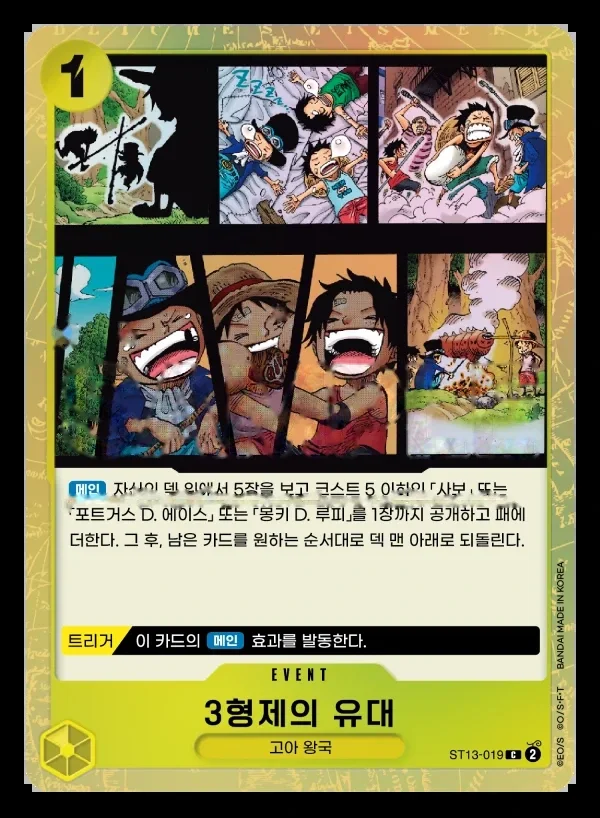 1
ZZZZ
메인 자신의 덱 위에서 5장을 보고 코스트 5 이하인 「사보」 또는
「포트거스 D. 에이스」 또는 「몽키 D. 루피」를 1장까지 공개하고 패에
더한다. 그 후, 남은 카드를 원하는 순서대로 덱 맨 아래로 되돌린다.
트리거 이 카드의 메인 효과를 발동한다.
EVENT
3형제의 유대
고아 왕국
ST13-019 C 2
©EO/S ©O/S·F·T BANDAI MADE IN KOREA